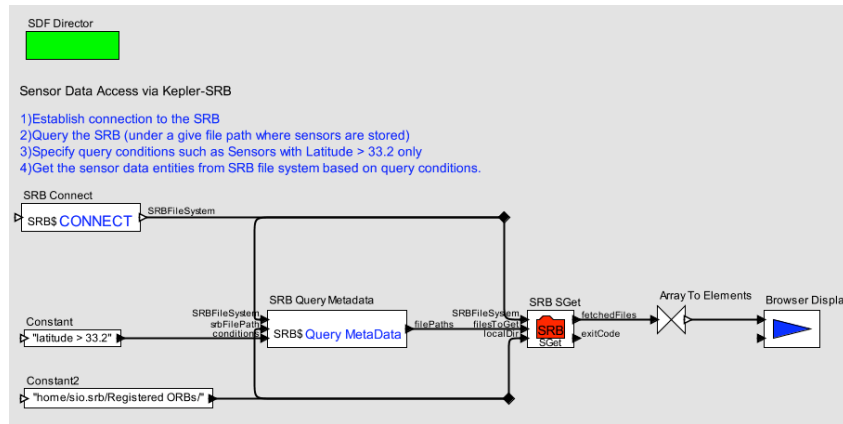 SDF Director
Sensor Data Access via Kepler-SRB
1)Establish connection to the SRB
2)Query the SRB (under a give file path where sensors are stored)
3)Specify query conditions such as Sensors with Latitude > 33.2 only
4)Get the sensor data entities from SRB file system based on query conditions.
SRB Connect
SRB$ CONNECT
SRBFileSystem
SRB Query Metadata
SRBFileSystem
srbFilePath
conditions
SRB$ Query MetaData
filePaths
SRB SGet
SRBFileSystem
filesToGet
localDir
SRB
SGet
fetchedFiles
exitCode
Array To Elements
Browser Displa
Constant
"latitude > 33.2"
Constant2
"home/sio.srb/Registered ORBs/"